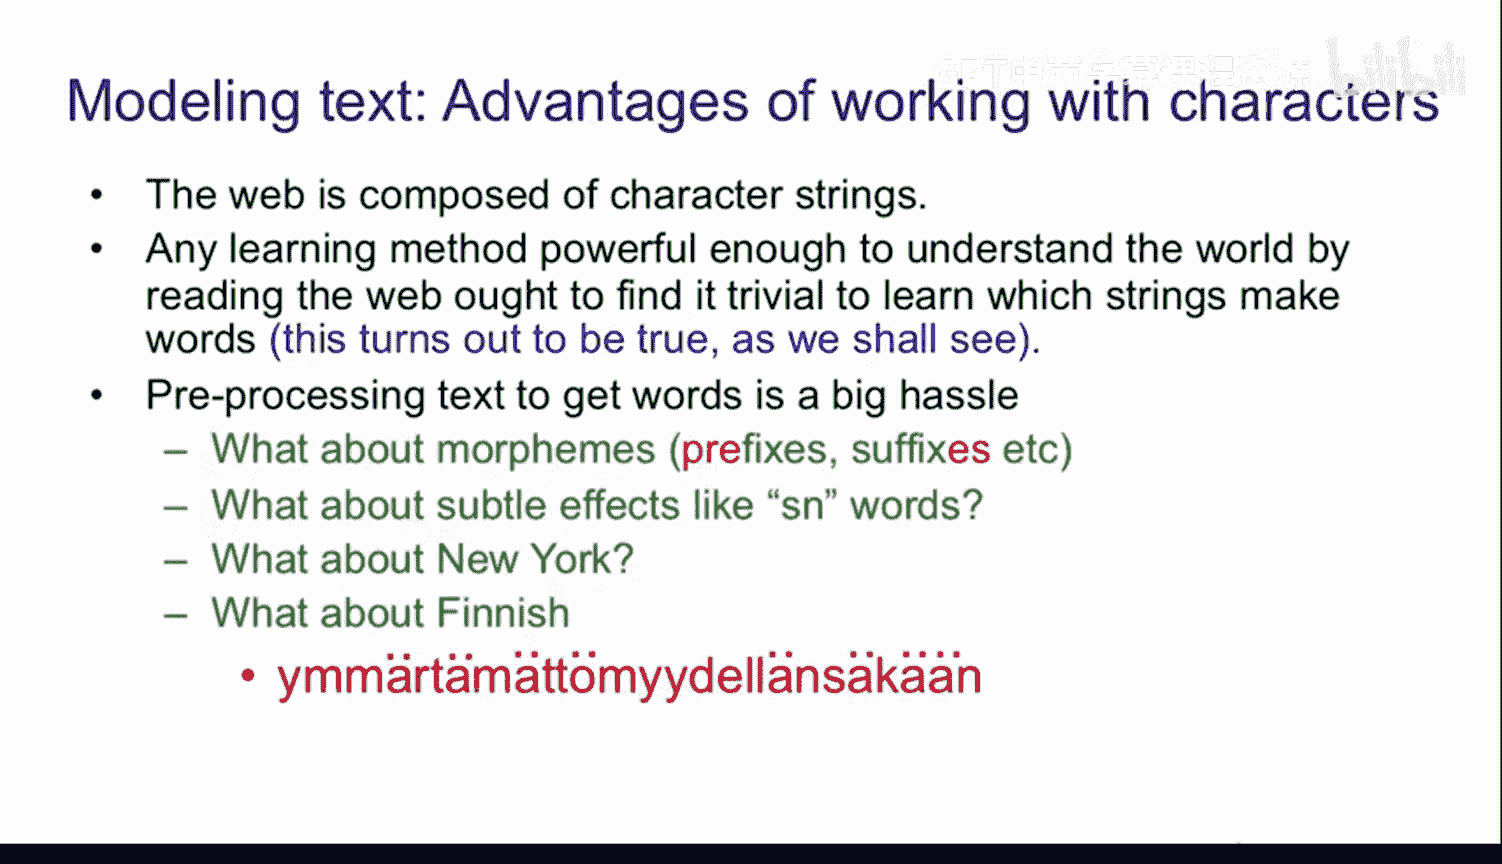 Modeling text: Advantages of working with characters
• The web is composed of character strings.
• Any learning method powerful enough to understand the world by
reading the web ought to find it trivial to learn which strings make
words (this turns out to be true, as we shall see).
• Pre-processing text to get words is a big hassle
– What about morphemes (prefixes, suffixes etc)
– What about subtle effects like “sn” words?
– What about New York?
– What about Finnish
• ymmärtämättömyydellänsäkään
bilibili